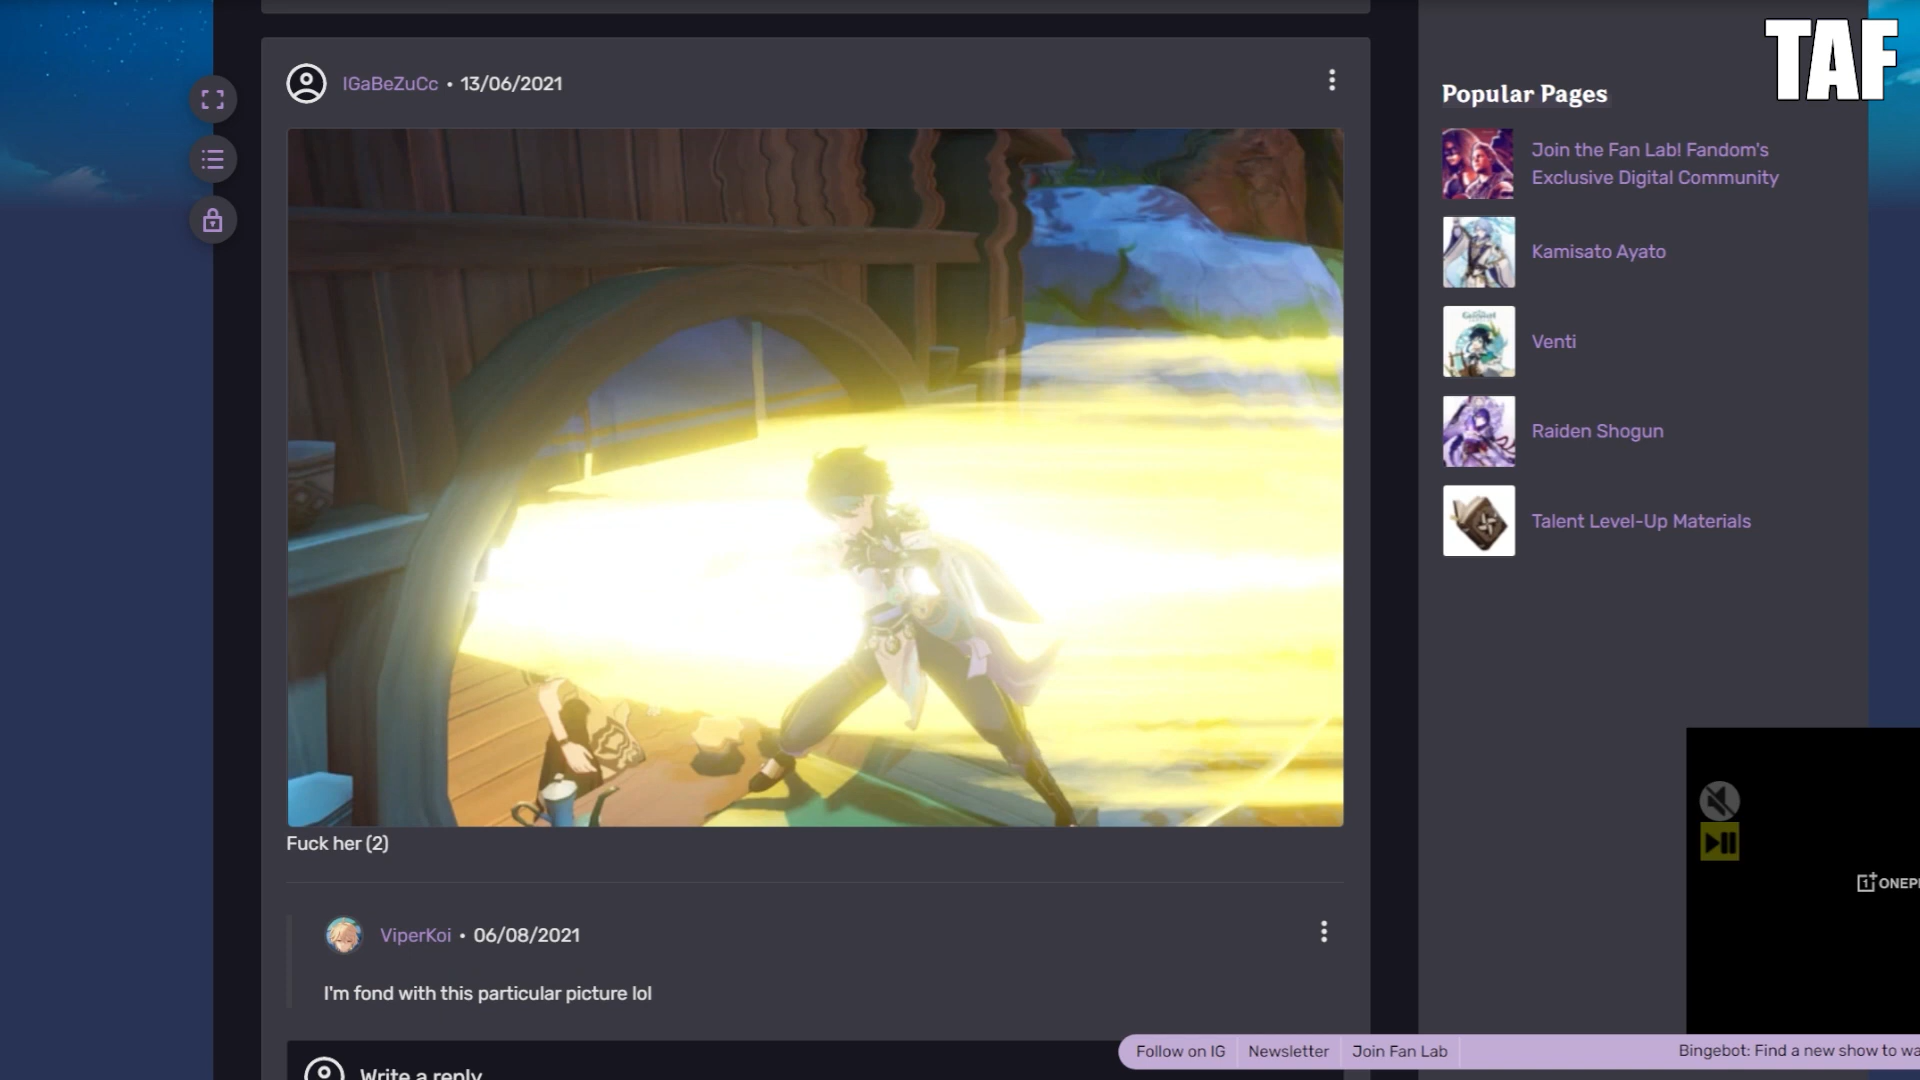 TAF
IGaBeZuCc • 13/06/2021
Fuck her (2)
ViperKoi • 06/08/2021
I'm fond with this particular picture lol
Write a reply
Popular Pages
Join the Fan Lab! Fandom's
Exclusive Digital Community
Kamisato Ayato
Venti
Raiden Shogun
Talent Level-Up Materials
Follow on IG
Newsletter
Join Fan Lab
Bingebot: Find a new show to